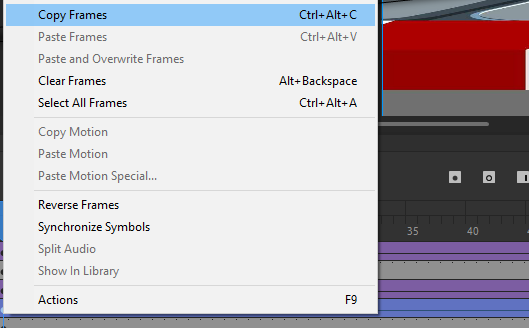 Copy Frames Ctrl+Alt+C
Paste Frames Ctrl+Alt+V
Paste and Overwrite Frames
Clear Frames Alt+Backspace
Select All Frames Ctrl+Alt+A
Copy Motion
Paste Motion
Paste Motion Special...
Reverse Frames
Synchronize Symbols
35 40
Split Audio
Show In Library
Actions F9